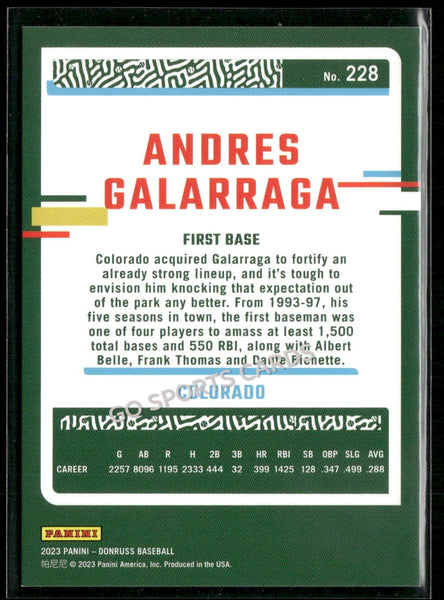 No. 228
ANDRES
GALARRAGA
FIRST BASE
Colorado acquired Galarraga to fortify an
already strong lineup, and it's tough to
envision him knocking that expectation out
of the park any better. From 1993-97, his
five seasons in town, the first baseman was
one of four players to amass at least 1,500
total bases and 550 RBI, along with Albert
Belle, Frank Thomas and Dante Bichette.
COLORADO
GO SPORTS CARDS
G AB R H 2B 3B HR RBI SB OBP SLG AVG
CAREER 2257 8096 1195 2333 444 32 399 1425 128 .347 .499 .288
PANINI
2023 PANINI – DONRUSS BASEBALL
帕尼尼 © 2023 Panini America, Inc. Produced in the USA.